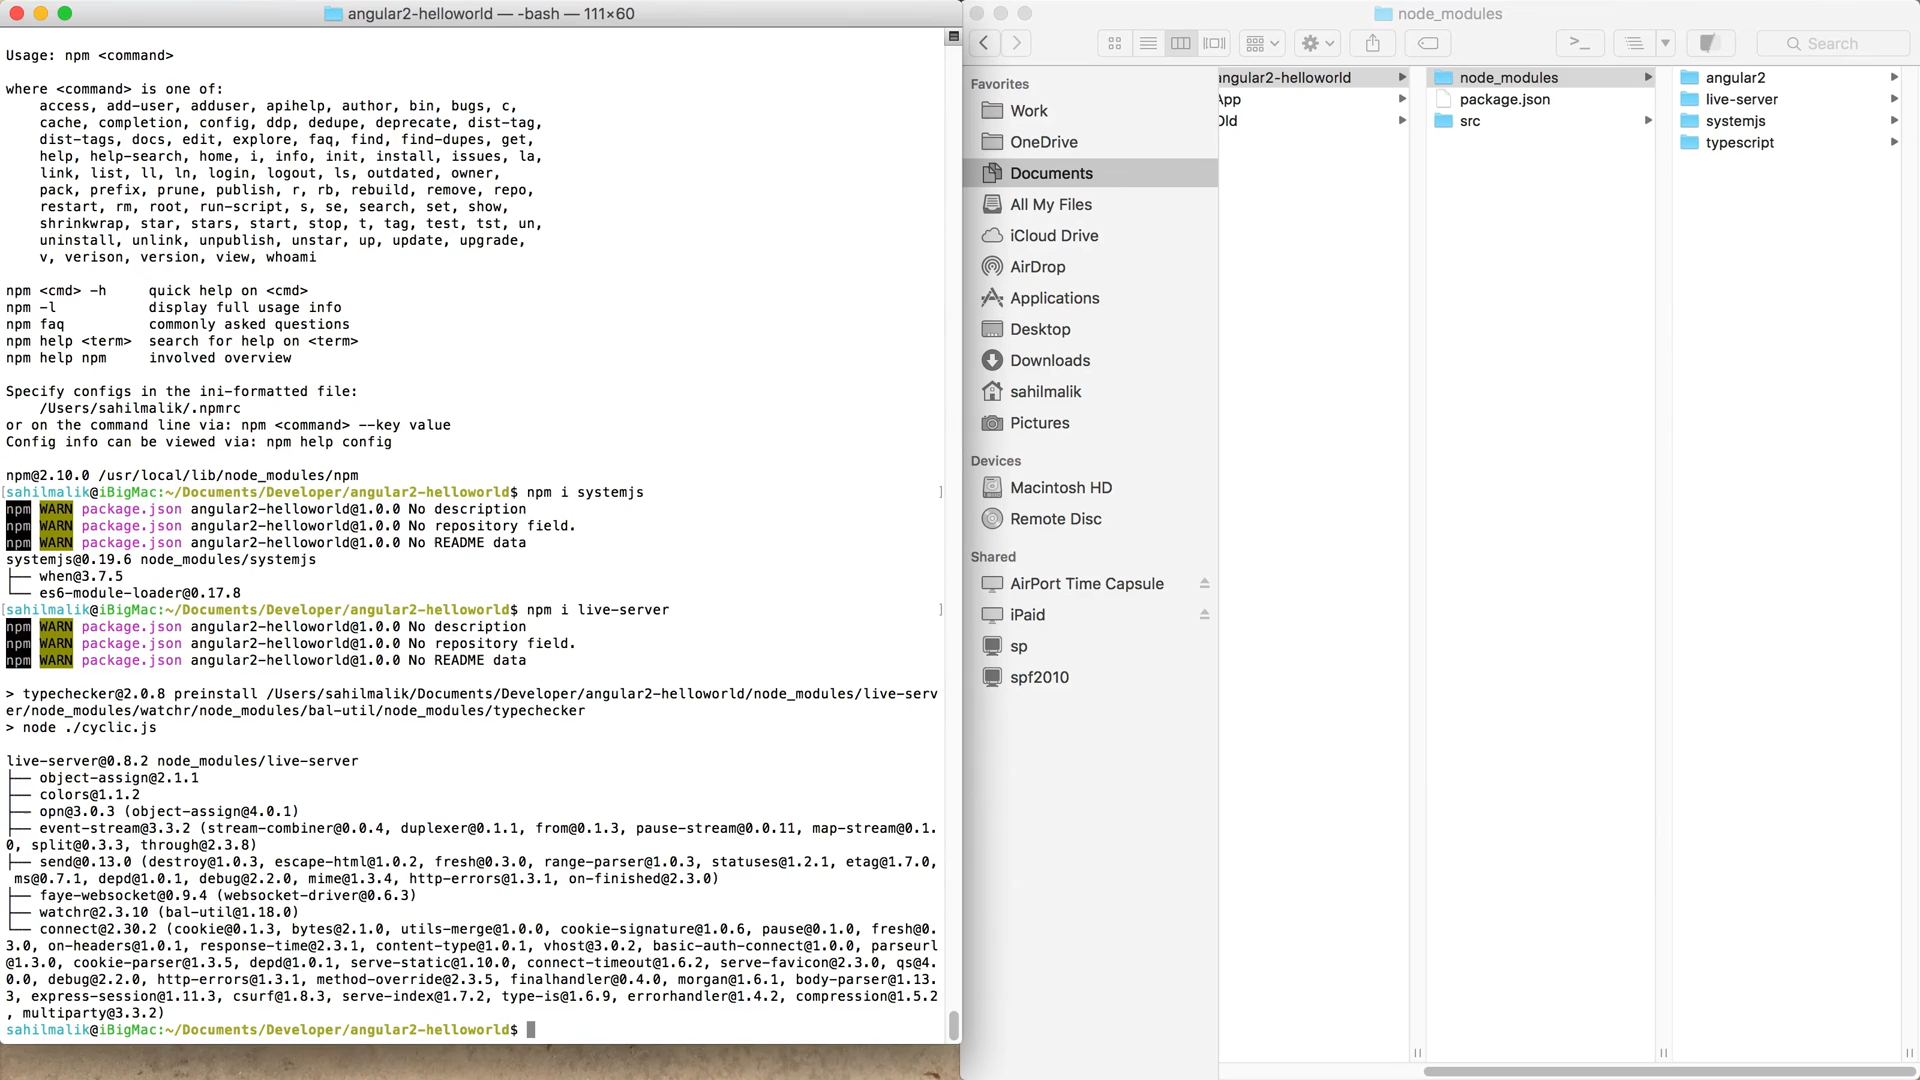 angular2-helloworld — -bash — 111×60
Usage: npm <command>
where <command> is one of:
access, add-user, adduser, apihelp, author, bin, bugs, c,
cache, completion, config, ddp, dedupe, deprecate, dist-tag,
dist-tags, docs, edit, explore, faq, find, find-dupes, get,
help, help-search, home, i, info, init, install, issues, la,
link, list, ll, ln, login, logout, ls, outdated, owner,
pack, prefix, prune, publish, r, rb, rebuild, remove, repo,
restart, rm, root, run-script, s, se, search, set, show,
shrinkwrap, star, stars, start, stop, t, tag, test, tst, un,
uninstall, unlink, unpublish, unstar, up, update, upgrade,
v, verison, version, view, whoami
npm <cmd> -h     quick help on <cmd>
npm -l           display full usage info
npm faq          commonly asked questions
npm help <term>  search for help on <term>
npm help npm     involved overview
Specify configs in the ini-formatted file:
/Users/sahilmalik/.npmrc
or on the command line via: npm <command> --key value
Config info can be viewed via: npm help config
npm@2.10.0 /usr/local/lib/node_modules/npm
[sahilmalik@iBigMac:~/Documents/Developer/angular2-helloworld$ npm i systemjs ]
npm WARN package.json angular2-helloworld@1.0.0 No description
npm WARN package.json angular2-helloworld@1.0.0 No repository field.
npm WARN package.json angular2-helloworld@1.0.0 No README data
systemjs@0.19.6 node_modules/systemjs
├── when@3.7.5
└── es6-module-loader@0.17.8
[sahilmalik@iBigMac:~/Documents/Developer/angular2-helloworld$ npm i live-server ]
npm WARN package.json angular2-helloworld@1.0.0 No description
npm WARN package.json angular2-helloworld@1.0.0 No repository field.
npm WARN package.json angular2-helloworld@1.0.0 No README data
> typechecker@2.0.8 preinstall /Users/sahilmalik/Documents/Developer/angular2-helloworld/node_modules/live-serv
er/node_modules/watchr/node_modules/bal-util/node_modules/typechecker
> node ./cyclic.js
live-server@0.8.2 node_modules/live-server
├── object-assign@2.1.1
├── colors@1.1.2
├── opn@3.0.3 (object-assign@4.0.1)
├── event-stream@3.3.2 (stream-combiner@0.0.4, duplexer@0.1.1, from@0.1.3, pause-stream@0.0.11, map-stream@0.1.
0, split@0.3.3, through@2.3.8)
├── send@0.13.0 (destroy@1.0.3, escape-html@1.0.2, fresh@0.3.0, range-parser@1.0.3, statuses@1.2.1, etag@1.7.0,
ms@0.7.1, depd@1.0.1, debug@2.2.0, mime@1.3.4, http-errors@1.3.1, on-finished@2.3.0)
├── faye-websocket@0.9.4 (websocket-driver@0.6.3)
├── watchr@2.3.10 (bal-util@1.18.0)
└── connect@2.30.2 (cookie@0.1.3, bytes@2.1.0, utils-merge@1.0.0, cookie-signature@1.0.6, pause@0.1.0, fresh@0.
3.0, on-headers@1.0.1, response-time@2.3.1, content-type@1.0.1, vhost@3.0.2, basic-auth-connect@1.0.0, parseurl
@1.3.0, cookie-parser@1.3.5, depd@1.0.1, serve-static@1.10.0, connect-timeout@1.6.2, serve-favicon@2.3.0, qs@4.
0.0, debug@2.2.0, http-errors@1.3.1, method-override@2.3.5, finalhandler@0.4.0, morgan@1.6.1, body-parser@1.13.
3, express-session@1.11.3, csurf@1.8.3, serve-index@1.7.2, type-is@1.6.9, errorhandler@1.4.2, compression@1.5.2
, multiparty@3.3.2)
sahilmalik@iBigMac:~/Documents/Developer/angular2-helloworld$
node_modules
>_
Search
Favorites
Work
OneDrive
Documents
All My Files
iCloud Drive
AirDrop
Applications
Desktop
Downloads
sahilmalik
Pictures
Devices
Macintosh HD
Remote Disc
Shared
AirPort Time Capsule
iPaid
sp
spf2010
angular2-helloworld
App
Old
node_modules
package.json
src
angular2
live-server
systemjs
typescript